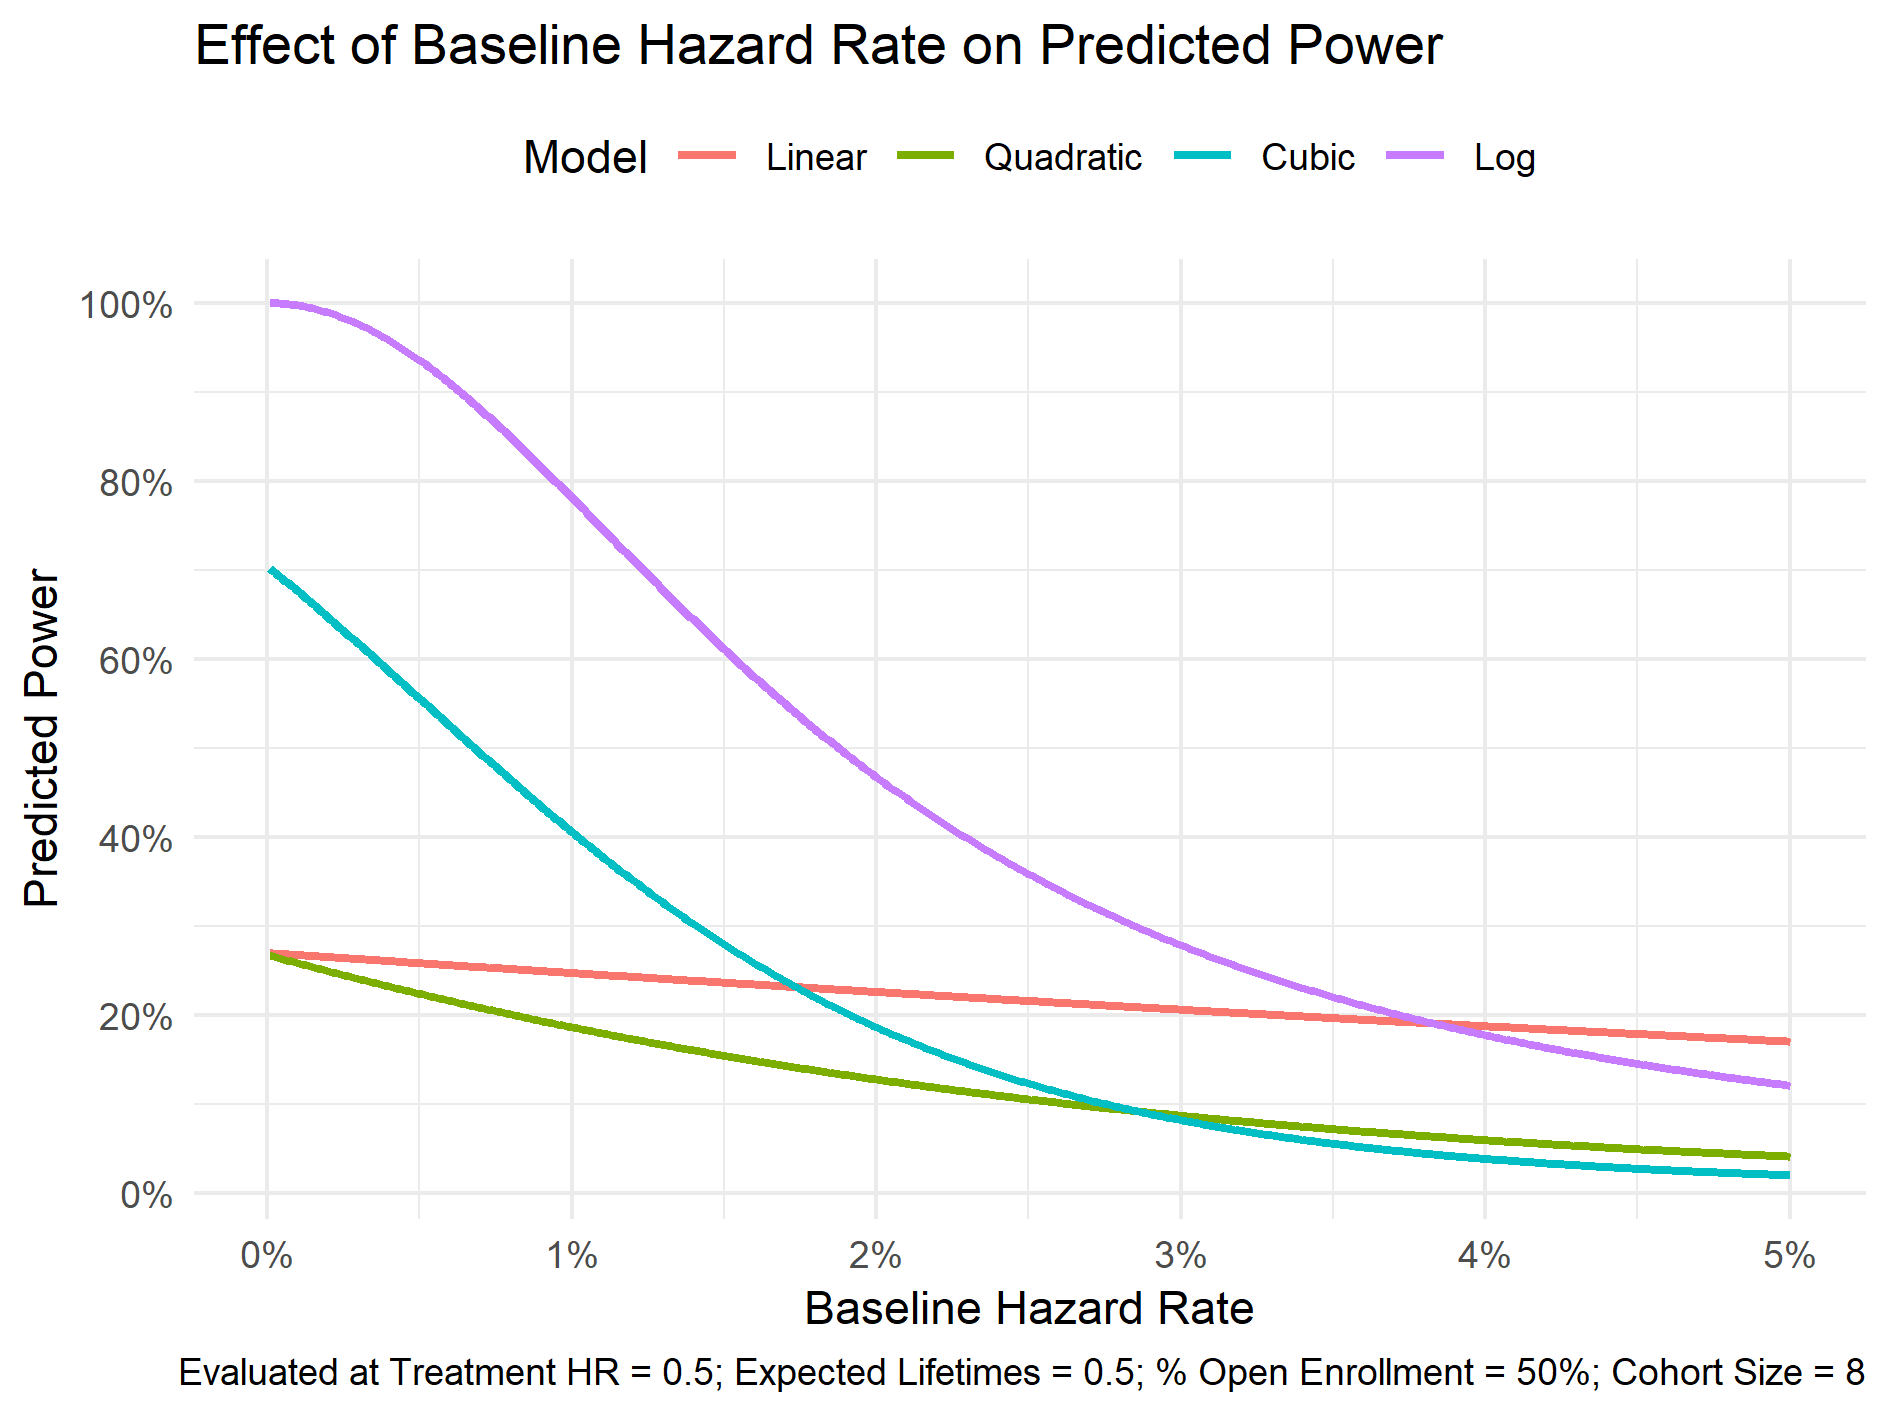 Effect of Baseline Hazard Rate on Predicted Power
Model Linear Quadratic Cubic Log
Predicted Power
100%
80%
60%
40%
20%
0%
0% 1% 2% 3% 4% 5%
Baseline Hazard Rate
Evaluated at Treatment HR = 0.5; Expected Lifetimes = 0.5; % Open Enrollment = 50%; Cohort Size = 8